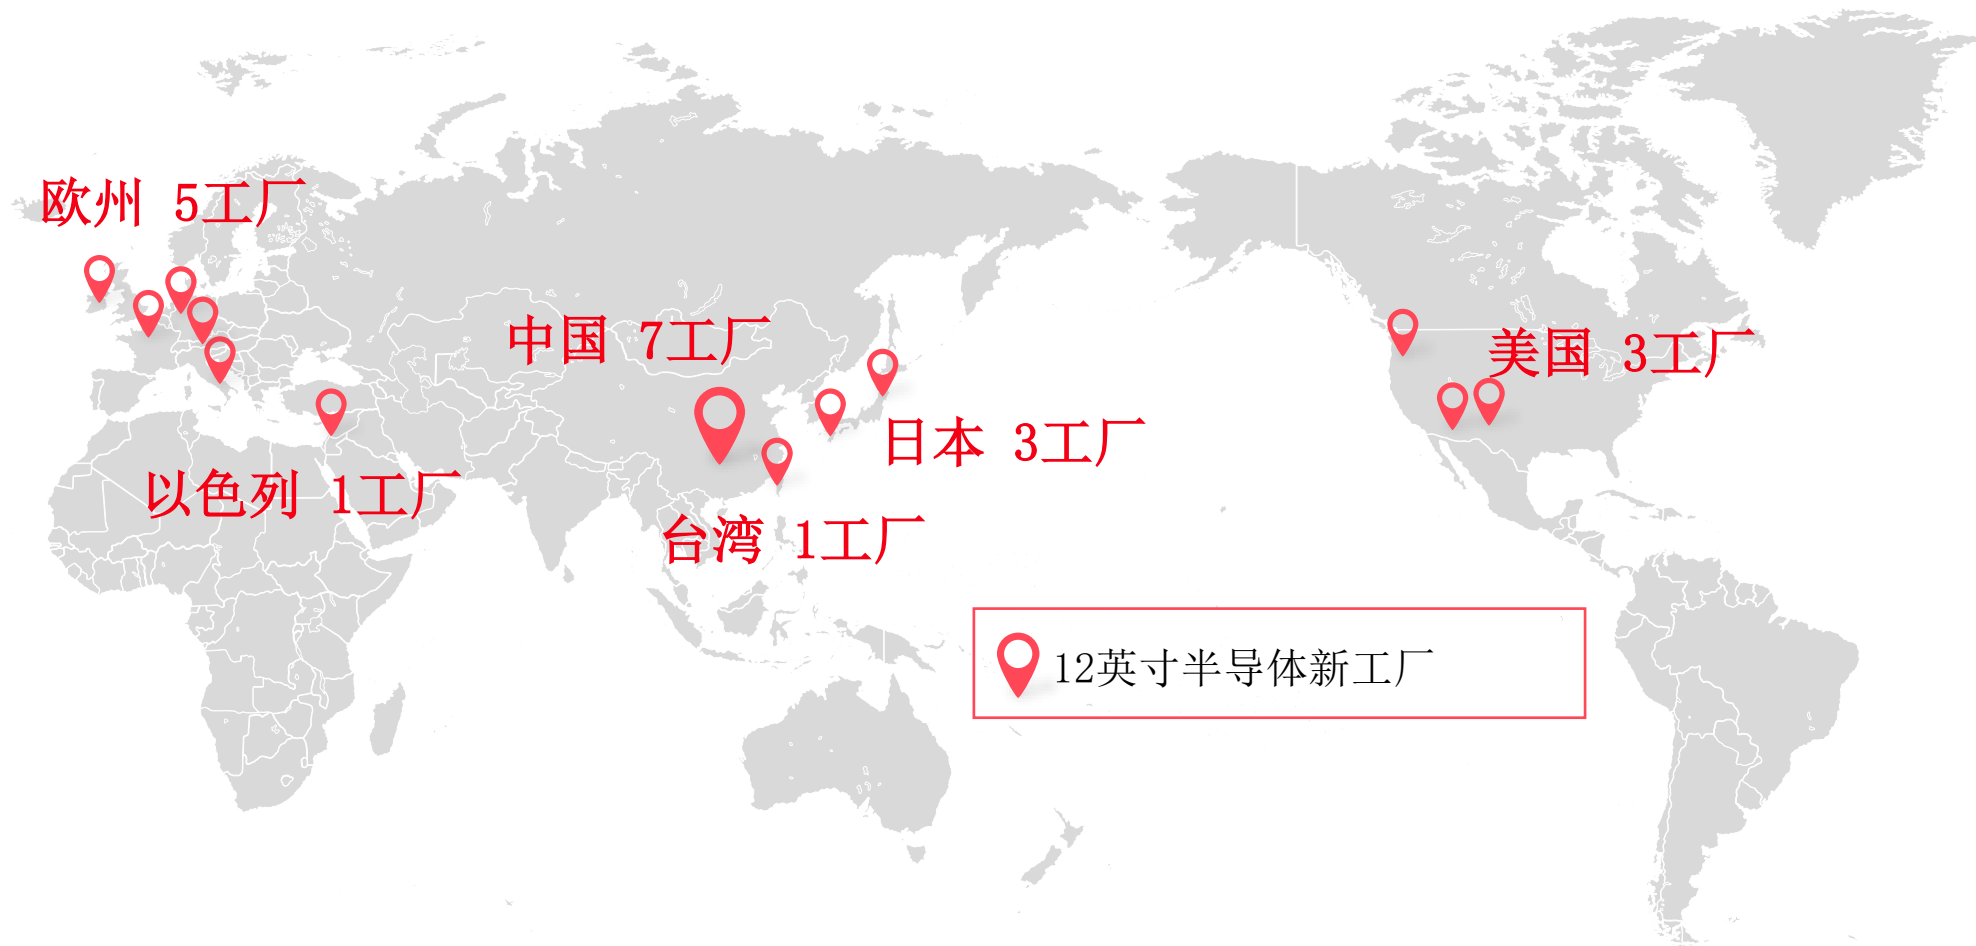 欧州 5工厂
中国 7工厂
美国 3工厂
日本 3工厂
以色列 1工厂
台湾 1工厂
12英寸半导体新工厂